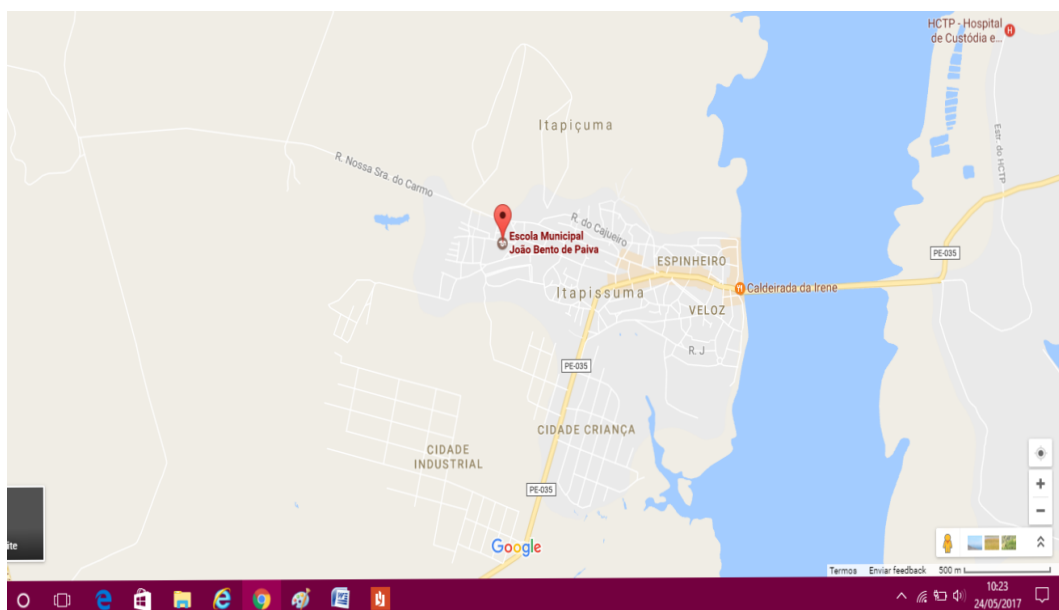 HCTP - Hospital
de Custódia e...
Itapiçuma
Estr. do HCTP
R. Nossa Sra. do Carmo
R. do Cajueiro
Escola Municipal
João Bento de Paiva
ESPINHEIRO
PE-035
Itapissuma
Caldeirada da Irene
VELOZ
R. J
PE-035
CIDADE CRIANÇA
CIDADE
INDUSTRIAL
PE-035
Google
ite
Termos Enviar feedback 500 m
10:23
24/05/2017